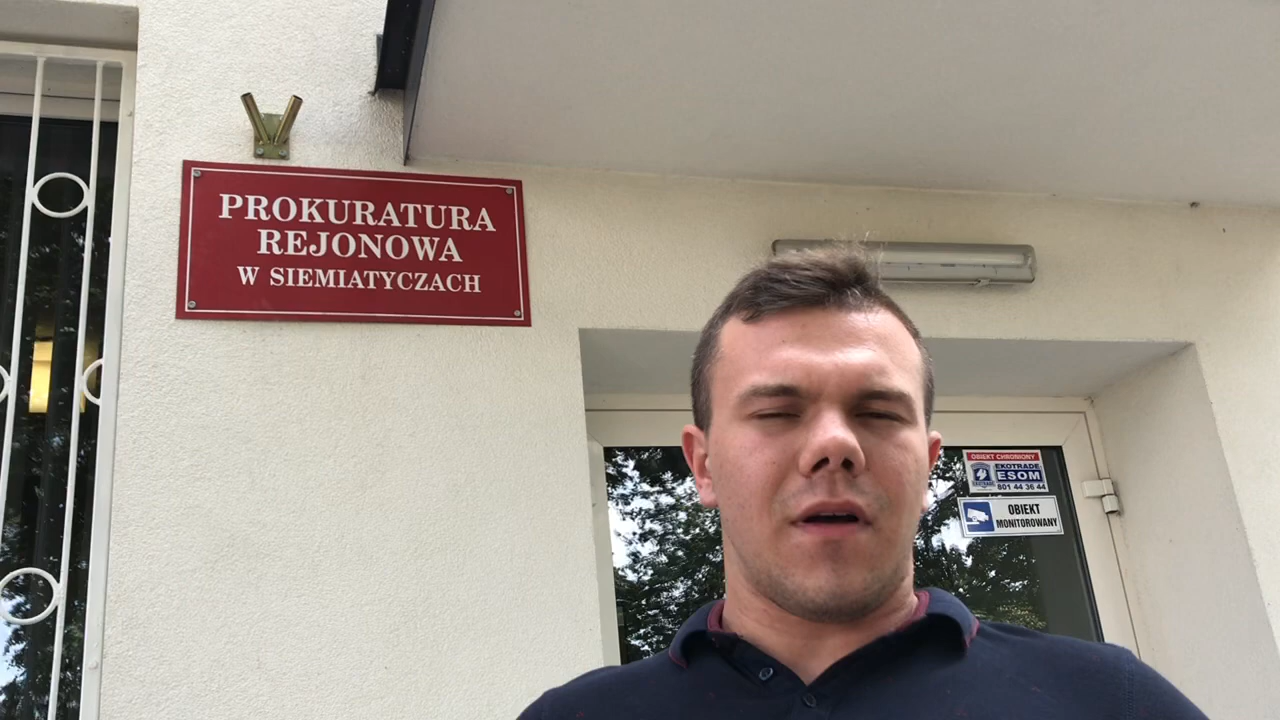 PROKURATURA
REJONOWA
W SIEMIATYCZACH
OBIEKT CHRONIONY
EKOTRADE
ESOM
801 44 36 44
OBIEKT
MONITOROWANY